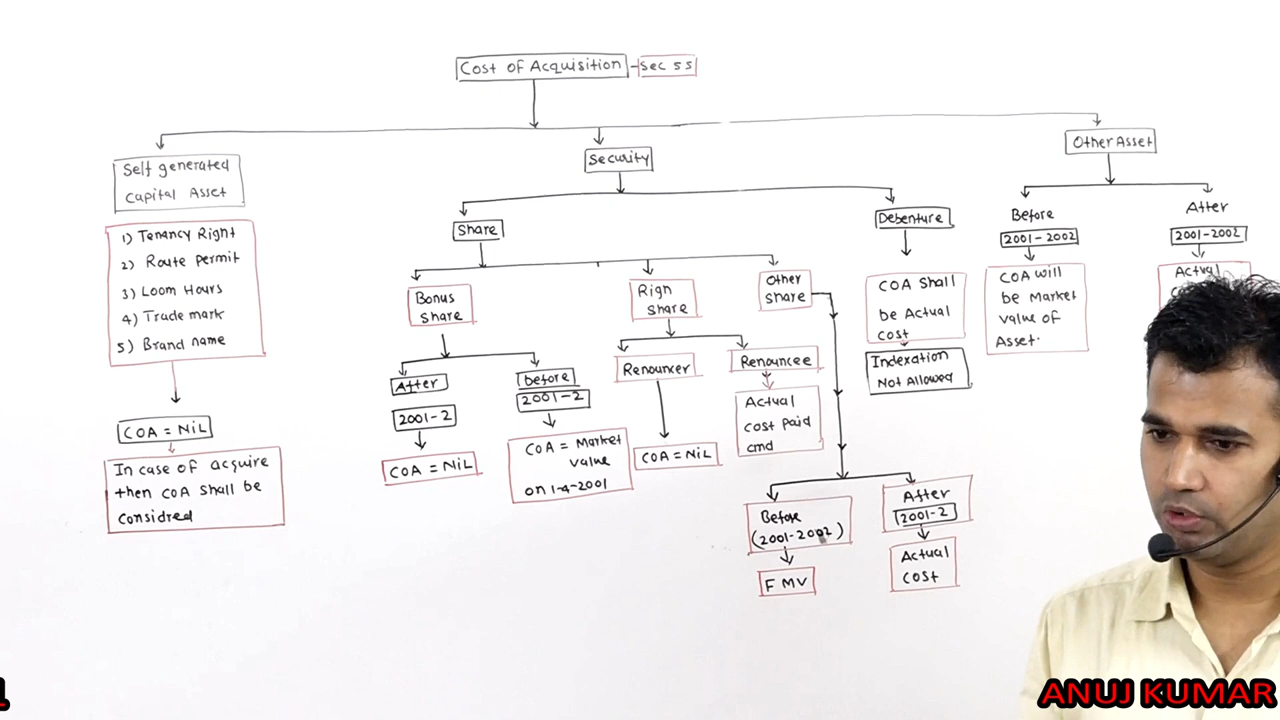 Cost of Acquisition - Sec 55
Self generated
Capital Asset
1) Tenancy Right
2) Route permit
3) Loom Hours
4) Trade mark
5) Brand name
COA = NiL
In case of acquire
then COA shall be
considred
Security
Share
Bonus
share
After
2001-2
COA = NiL
before
2001-2
COA = Market
value
on 1-4-2001
Righ
share
Renouncer
COA = NiL
Renouncee
Actual
cost paid
cmd
Other
share
Before
(2001-2002)
FMV
After
2001-2
Actual
cost
Debenture
COA Shall
be Actual
cost
Indexation
Not Allowed
Other Asset
Before
2001-2002
COA will
be Market
value of
Asset.
After
2001-2002
Actual
ANUJ KUMAR